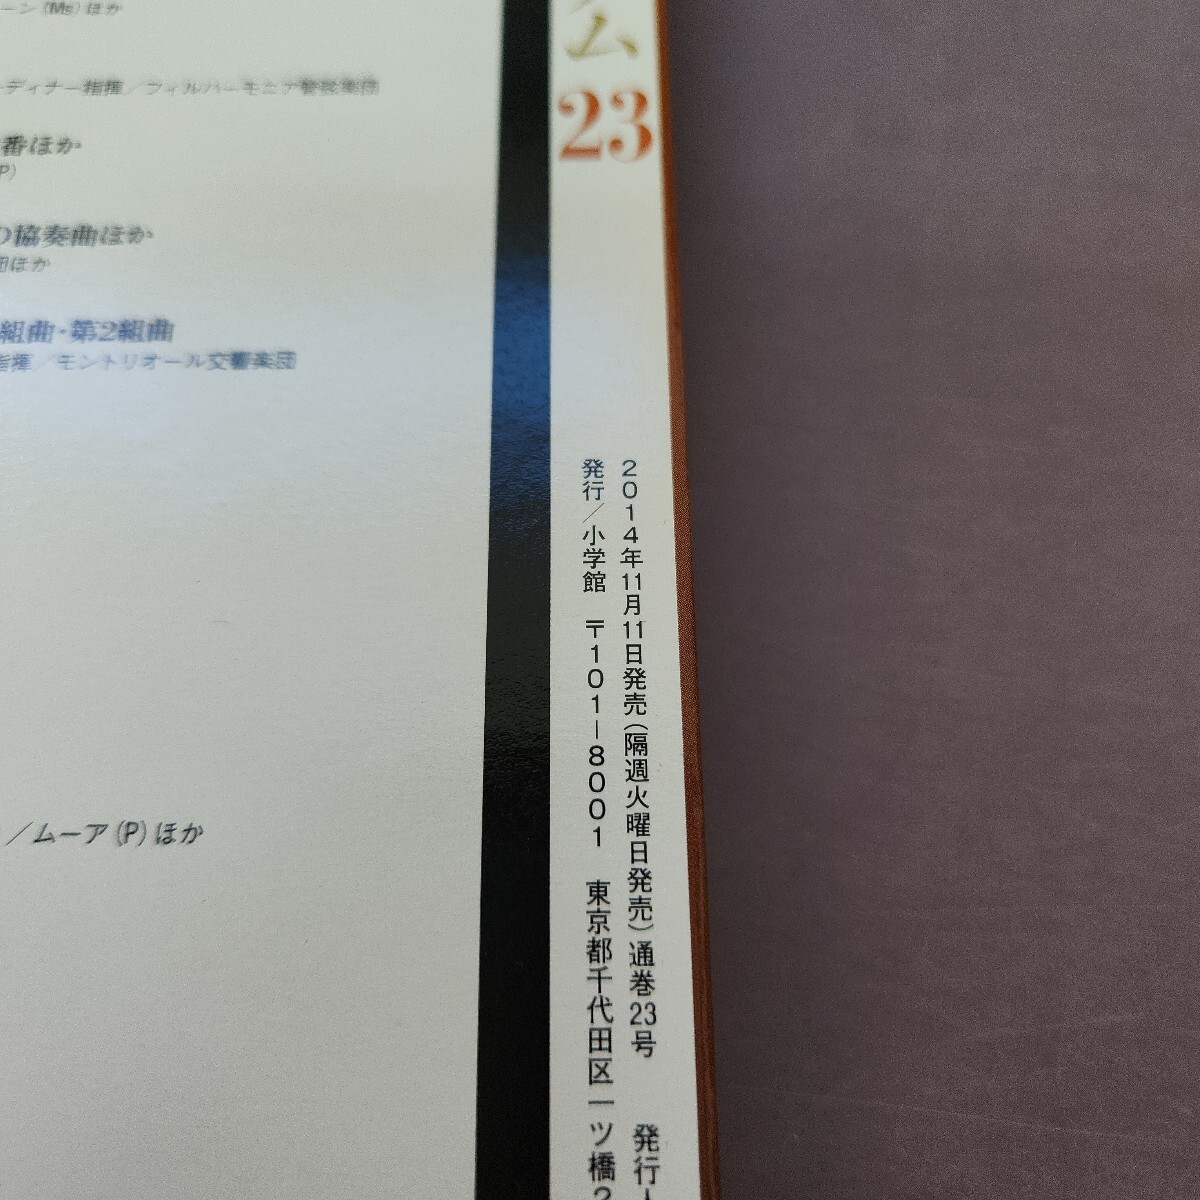 ーン(Ms)ほか
ーディナー指揮／フィルハーモニア管弦楽団
番ほか
P)
の協奏曲ほか
団ほか
組曲・第2組曲
指揮／モントリオール交響楽団
／ムーア(P)ほか
ム
23
2014年11月11日発売(隔週火曜日発売)通巻23号 発行人
発行／小学館 〒101-8001 東京都千代田区一ツ橋2